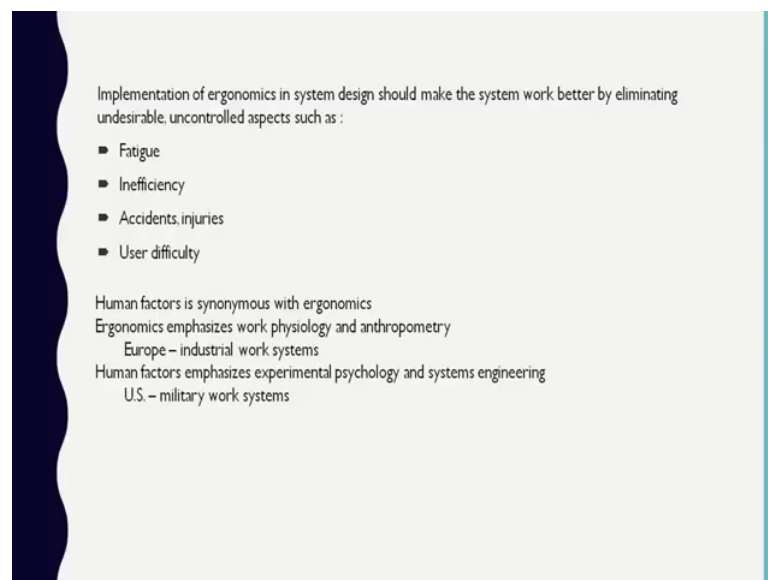 Implementation of ergonomics in system design should make the system work better by eliminating
undesirable, uncontrolled aspects such as :
Fatigue
Inefficiency
Accidents, injuries
User difficulty
Human factors is synonymous with ergonomics
Ergonomics emphasizes work physiology and anthropometry
Europe – industrial work systems
Human factors emphasizes experimental psychology and systems engineering
U.S. – military work systems